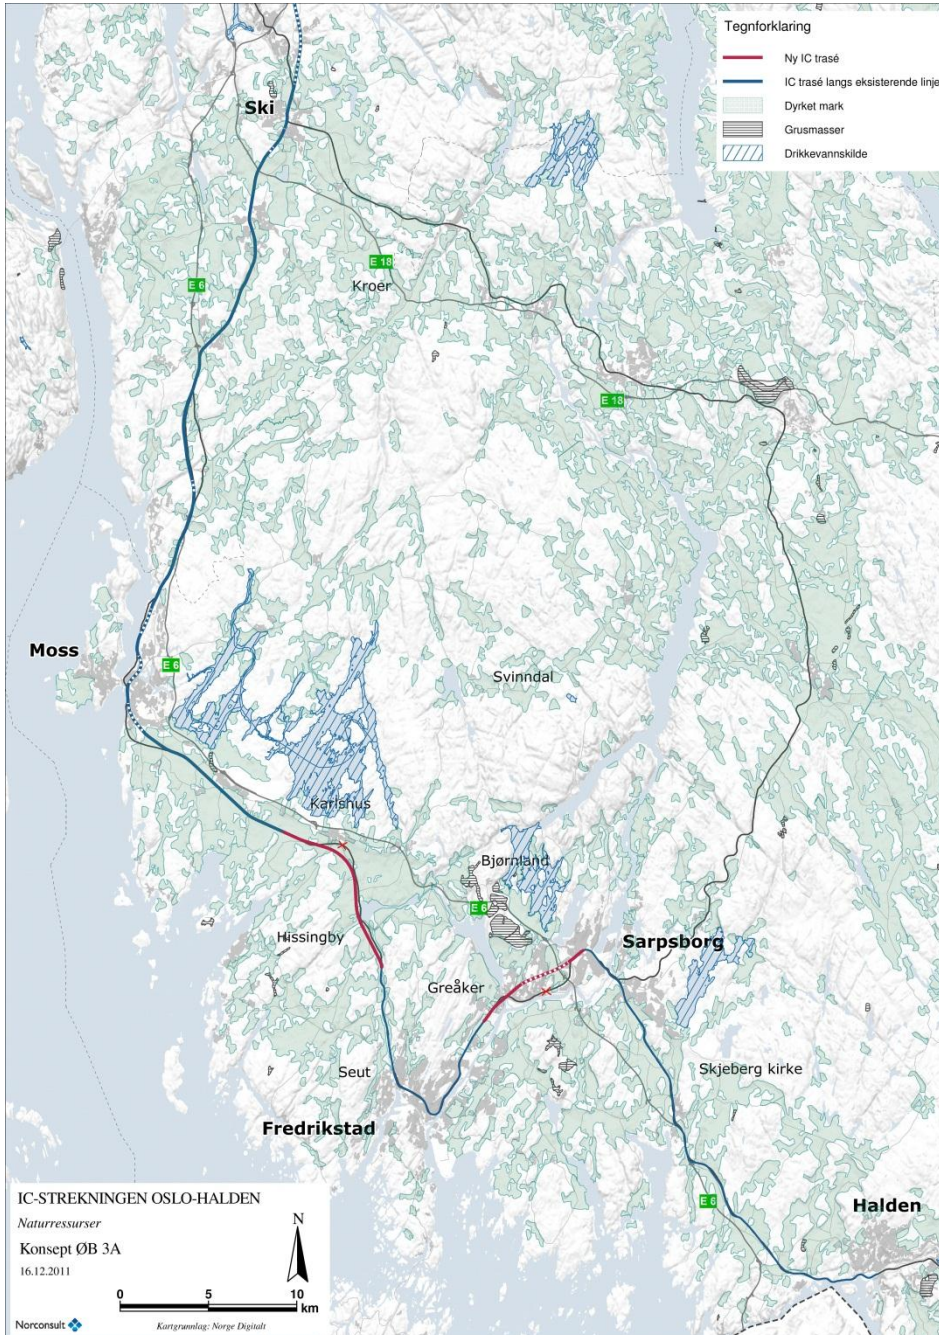 Tegnforklaring
Ny IC trasé
IC trasé langs eksisterende linje
Dyrket mark
Grusmasser
Drikkevannskilde
Ski
E 18
E 6
Kroer
E 18
Moss
E 6
Svinndal
Karlshus
Bjørnland
E 6
Hissingby
Sarpsborg
Greåker
Seut
Skjeberg kirke
Fredrikstad
E 6
Halden
IC-STREKNINGEN OSLO-HALDEN
Naturressurser
Konsept ØB 3A
16.12.2011
N
0 5 10
km
Norconsult
Kartgrunnlag: Norge Digitalt